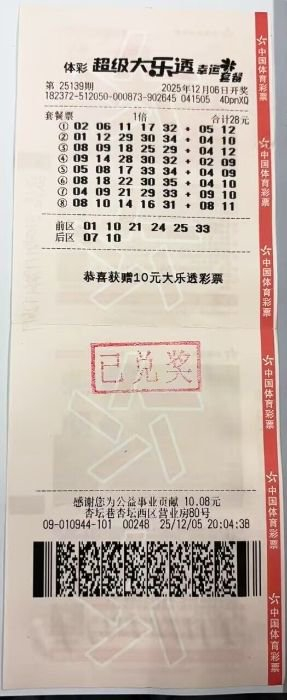 体彩 超级大乐透 幸运 套餐
第 25139期 2025年12月06日开奖
182372-512050-000873-902645 041505 4DpnXQ
套餐票 1倍 合计28元
① 02 06 11 17 32 + 05 12
② 01 12 29 30 34 + 04 10
③ 08 09 18 25 29 + 04 12
④ 09 14 28 30 32 + 02 09
⑤ 05 08 17 33 34 + 04 09
⑥ 08 18 22 30 35 + 04 10
⑦ 04 09 21 29 33 + 09 10
⑧ 08 10 14 16 31 + 08 11
前区 01 10 21 24 25 33
后区 07 10
恭喜获赠10元大乐透彩票
已兑奖
感谢您为公益事业贡献 10.08元
杏坛巷杏坛西区营业房80号
09-010944-101 00248 25/12/05 20:04:38
中国体育彩票
中国体育彩票
中国体育彩票
中国体育彩票
中国体育彩票
中国体育彩票